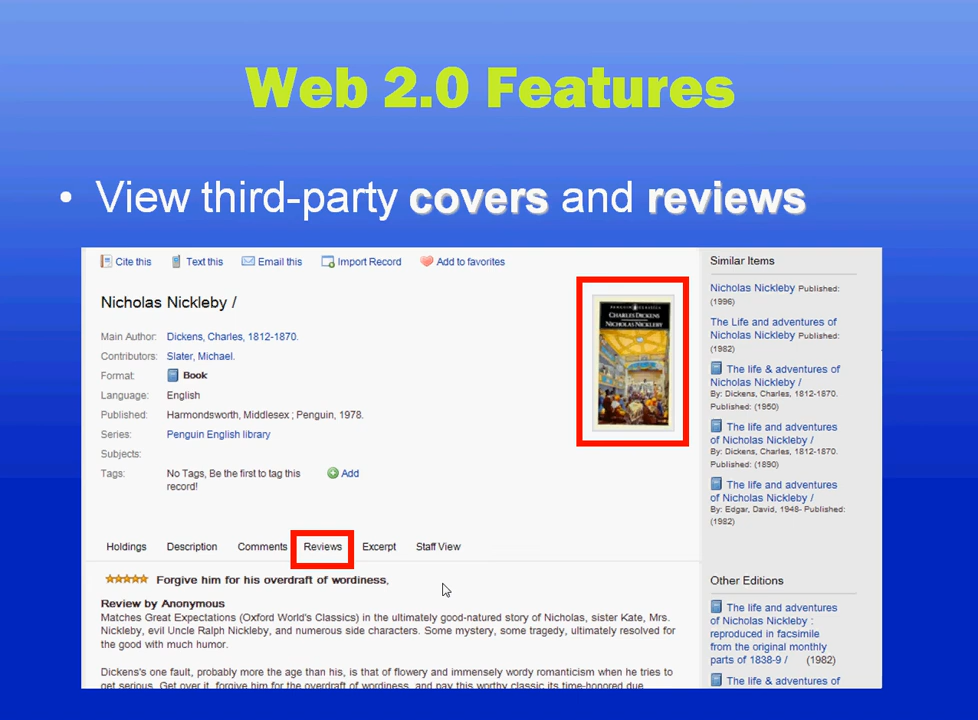 Web 2.0 Features
• View third-party covers and reviews
Cite this Text this Email this Import Record Add to favorites
Nicholas Nickleby /
Main Author: Dickens, Charles, 1812-1870.
Contributors: Slater, Michael.
Format: Book
Language: English
Published: Harmondsworth, Middlesex ; Penguin, 1978.
Series: Penguin English library
Subjects:
Tags: No Tags, Be the first to tag this
record!
Add
PENGUIN CLASSICS
CHARLES DICKENS
NICHOLAS NICKLEBY
Holdings Description Comments Reviews Excerpt Staff View
Forgive him for his overdraft of wordiness,
Review by Anonymous
Matches Great Expectations (Oxford World's Classics) in the ultimately good-natured story of Nicholas, sister Kate, Mrs.
Nickleby, evil Uncle Ralph Nickleby, and numerous side characters. Some mystery, some tragedy, ultimately resolved for
the good with much humor.
Dickens's one fault, probably more the age than his, is that of flowery and immensely wordy romanticism when he tries to
get serious. Get over it, forgive him for the overdraft of wordiness, and pay this worthy classic its time-honored due
Similar Items
Nicholas Nickleby Published:
(1996)
The Life and adventures of
Nicholas Nickleby Published:
(1982)
The life & adventures of
Nicholas Nickleby /
By: Dickens, Charles, 1812-1870.
Published: (1950)
The life and adventures
of Nicholas Nickleby /
By: Dickens, Charles, 1812-1870.
Published: (1890)
The life and adventures
of Nicholas Nickleby /
By: Edgar, David, 1948- Published:
(1982)
Other Editions
The life and adventures
of Nicholas Nickleby :
reproduced in facsimile
from the original monthly
parts of 1838-9 / (1982)
The life & adventures of